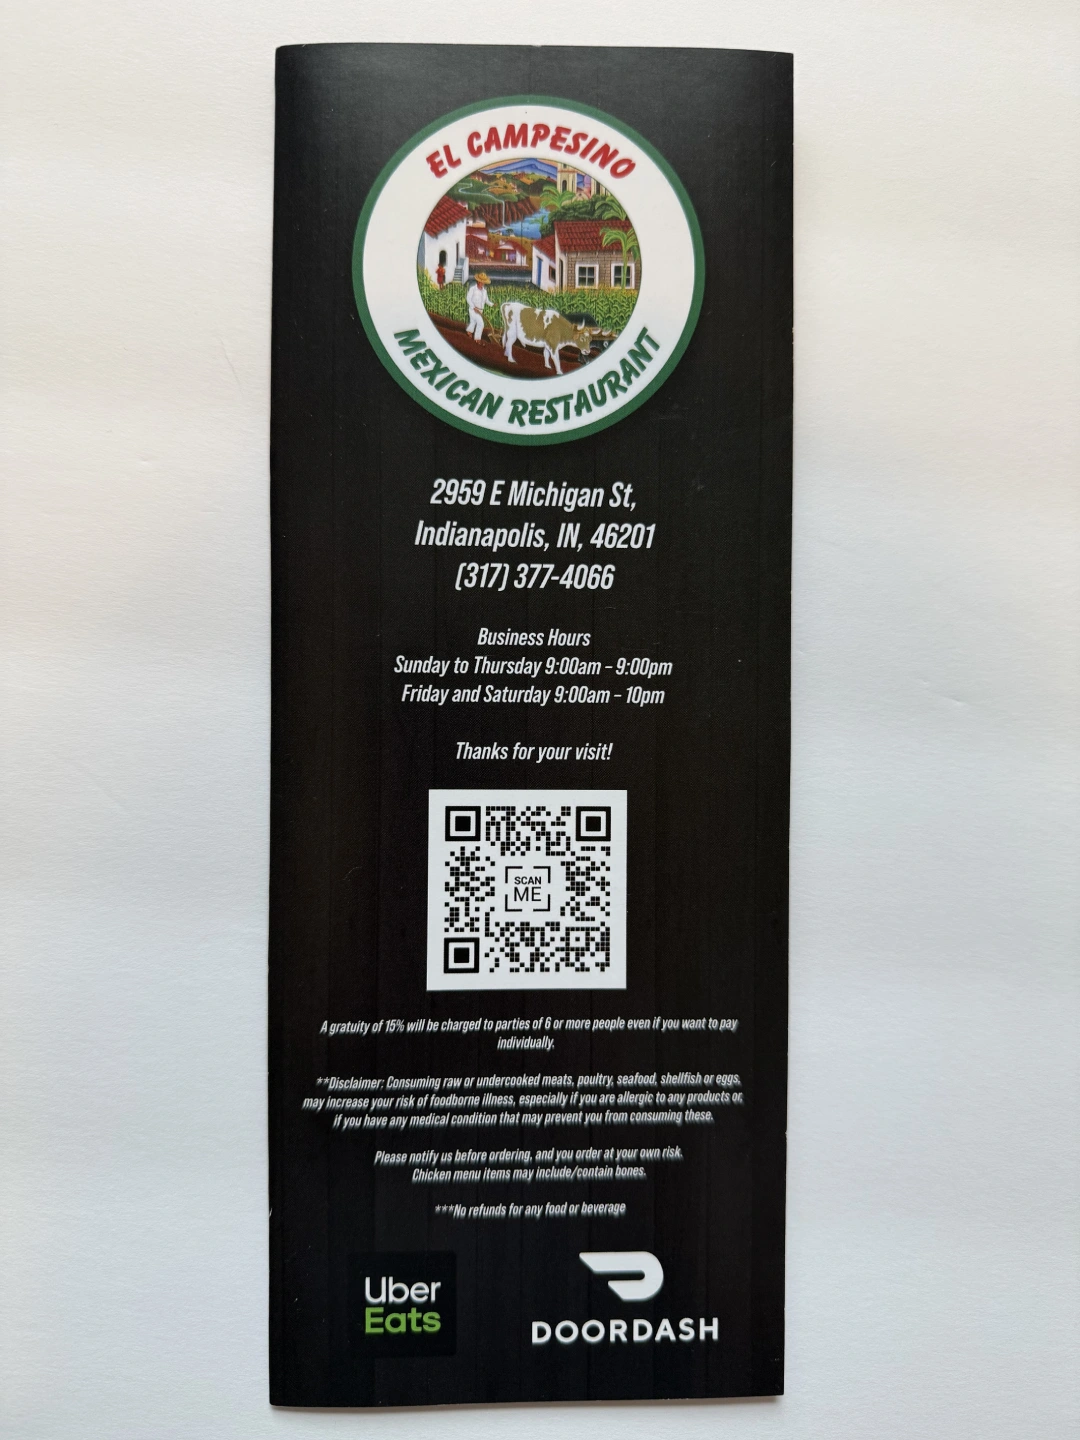 EL CAMPESINO
MEXICAN RESTAURANT
2959 E Michigan St,
Indianapolis, IN, 46201
(317) 377-4066
Business Hours
Sunday to Thursday 9:00am - 9:00pm
Friday and Saturday 9:00am - 10pm
Thanks for your visit!
SCAN
ME
A gratuity of 15% will be charged to parties of 6 or more people even if you want to pay
individually.
**Disclaimer: Consuming raw or undercooked meats, poultry, seafood, shellfish or eggs,
may increase your risk of foodborne illness, especially if you are allergic to any products or,
if you have any medical condition that may prevent you from consuming these.
Please notify us before ordering, and you order at your own risk.
Chicken menu items may include/contain bones.
***No refunds for any food or beverage
Uber
Eats
DOORDASH